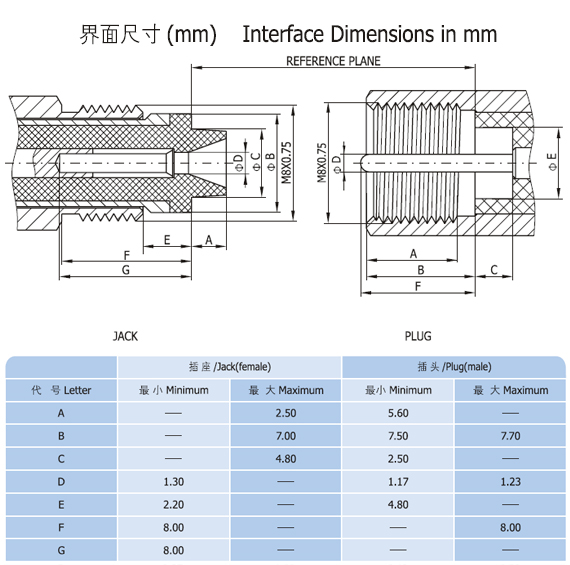 界面尺寸 (mm) Interface Dimensions in mm
REFERENCE PLANE
ΦD
ΦC
ΦB
M8X0.75
E
A
F
G
M8X0.75
ΦD
ΦE
A
B
C
F
JACK
PLUG
插座/Jack(female) 插头/Plug(male)
代 号 Letter 最小 Minimum 最 大 Maximum 最小 Minimum 最 大 Maximum
A — 2.50 5.60 —
B — 7.00 7.50 7.70
C — 4.80 2.50 —
D 1.30 — 1.17 1.23
E 2.20 — 4.80 —
F 8.00 — — 8.00
G 8.00 — — —